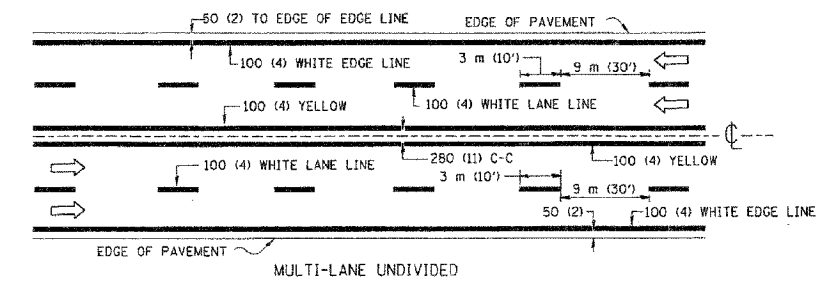 50 (2) TO EDGE OF EDGE LINE
EDGE OF PAVEMENT
100 (4) WHITE EDGE LINE
3 m (10')
9 m (30')
100 (4) YELLOW
100 (4) WHITE LANE LINE
℄
100 (4) WHITE LANE LINE
280 (11) C-C
100 (4) YELLOW
3 m (10')
9 m (30')
50 (2)
100 (4) WHITE EDGE LINE
EDGE OF PAVEMENT
MULTI-LANE UNDIVIDED